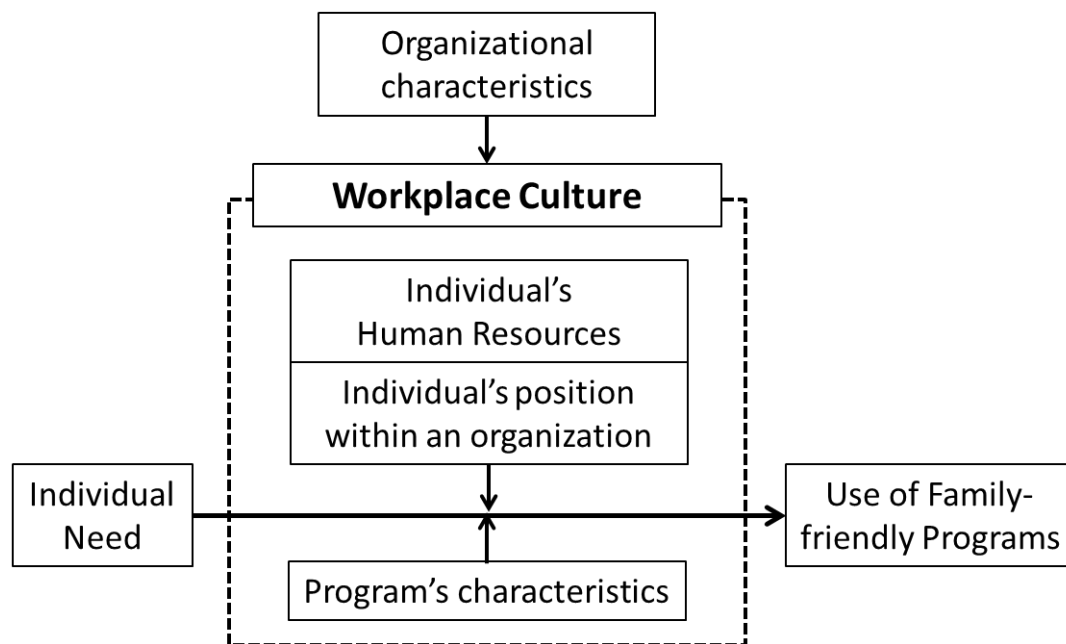 Organizational
characteristics
Workplace Culture
Individual’s
Human Resources
Individual’s position
within an organization
Individual
Need
Use of Family-
friendly Programs
Program’s characteristics